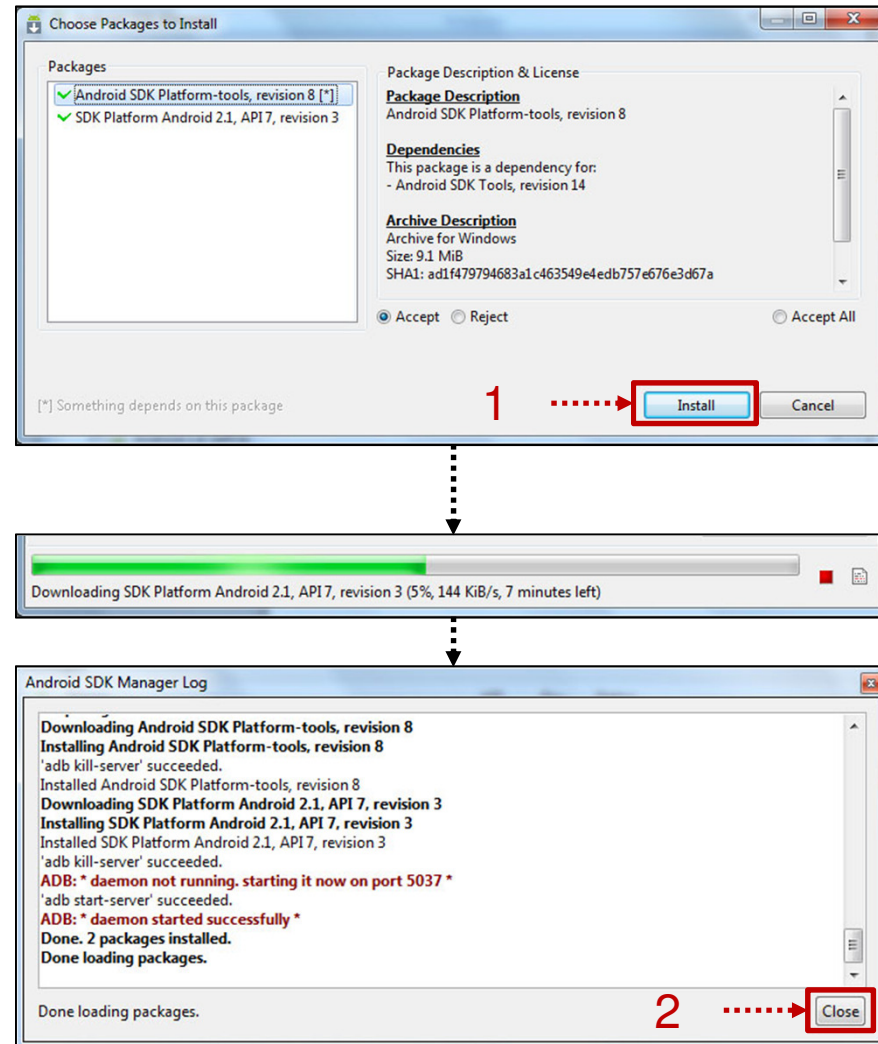 Choose Packages to Install
Packages
Android SDK Platform-tools, revision 8 [*]
SDK Platform Android 2.1, API 7, revision 3
Package Description & License
Package Description
Android SDK Platform-tools, revision 8
Dependencies
This package is a dependency for:
- Android SDK Tools, revision 14
Archive Description
Archive for Windows
Size: 9.1 MiB
SHA1: ad1f479794683a1c463549e4edb757e676e3d67a
Accept Reject Accept All
[*] Something depends on this package
1
Install Cancel
Downloading SDK Platform Android 2.1, API 7, revision 3 (5%, 144 KiB/s, 7 minutes left)
Android SDK Manager Log
Downloading Android SDK Platform-tools, revision 8
Installing Android SDK Platform-tools, revision 8
'adb kill-server' succeeded.
Installed Android SDK Platform-tools, revision 8
Downloading SDK Platform Android 2.1, API 7, revision 3
Installing SDK Platform Android 2.1, API 7, revision 3
Installed SDK Platform Android 2.1, API 7, revision 3
'adb kill-server' succeeded.
ADB: * daemon not running. starting it now on port 5037 *
'adb start-server' succeeded.
ADB: * daemon started successfully *
Done. 2 packages installed.
Done loading packages.
Done loading packages.
2
Close